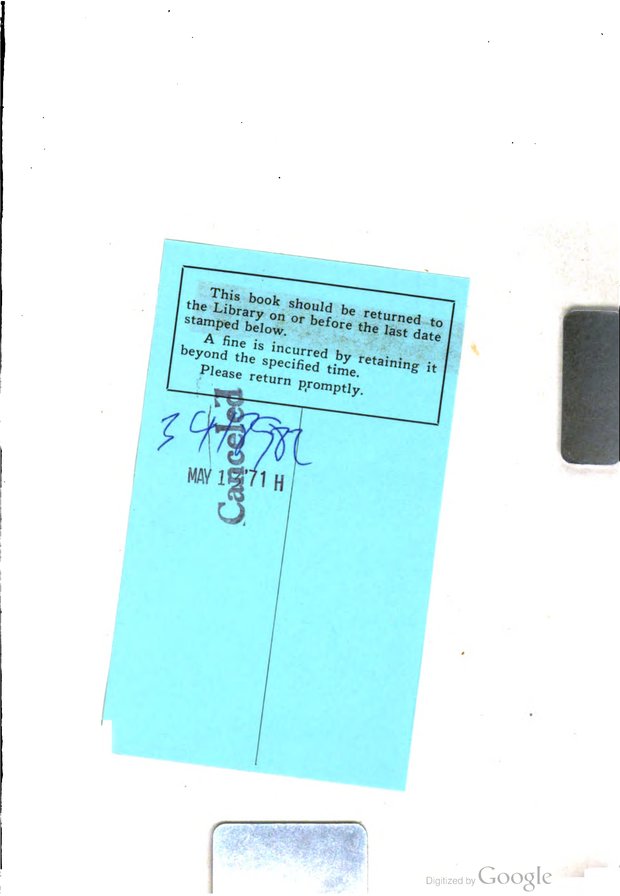 This book should be returned to
the Library on or before the last date
stamped below.
A fine is incurred by retaining it
beyond the specified time.
Please return promptly.
Canceled
MAY '71 H
Digitized by Google